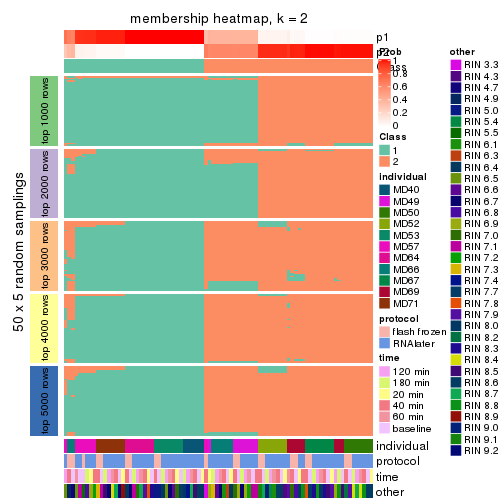 membership heatmap, k = 2
50 x 5 random samplings
top 1000 rows
top 2000 rows
top 3000 rows
top 4000 rows
top 5000 rows
p1
p2
Class
individual
protocol
time
other
Prob
1
0.8
0.6
0.4
0.2
0
Class
1
2
individual
MD40
MD49
MD50
MD52
MD53
MD57
MD64
MD66
MD67
MD69
MD71
protocol
flash frozen
RNAlater
time
120 min
180 min
20 min
40 min
60 min
baseline
other
RIN 3.3
RIN 4.3
RIN 4.7
RIN 4.9
RIN 5.0
RIN 5.4
RIN 5.5
RIN 6.1
RIN 6.3
RIN 6.4
RIN 6.5
RIN 6.6
RIN 6.7
RIN 6.8
RIN 6.9
RIN 7.0
RIN 7.1
RIN 7.2
RIN 7.3
RIN 7.4
RIN 7.7
RIN 7.8
RIN 7.9
RIN 8.0
RIN 8.2
RIN 8.3
RIN 8.4
RIN 8.5
RIN 8.6
RIN 8.7
RIN 8.8
RIN 8.9
RIN 9.0
RIN 9.1
RIN 9.2